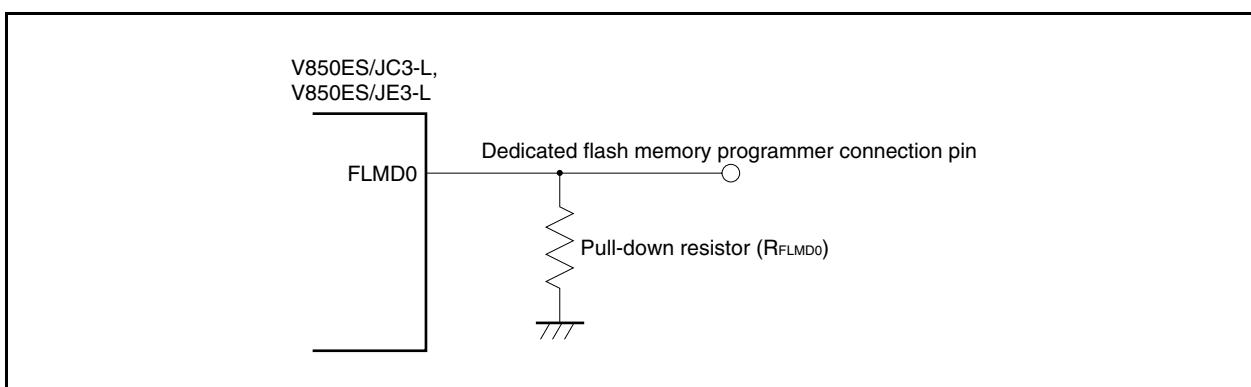 V850ES/JC3-L,
V850ES/JE3-L
Dedicated flash memory programmer connection pin
FLMD0
Pull-down resistor (RFLMD0)